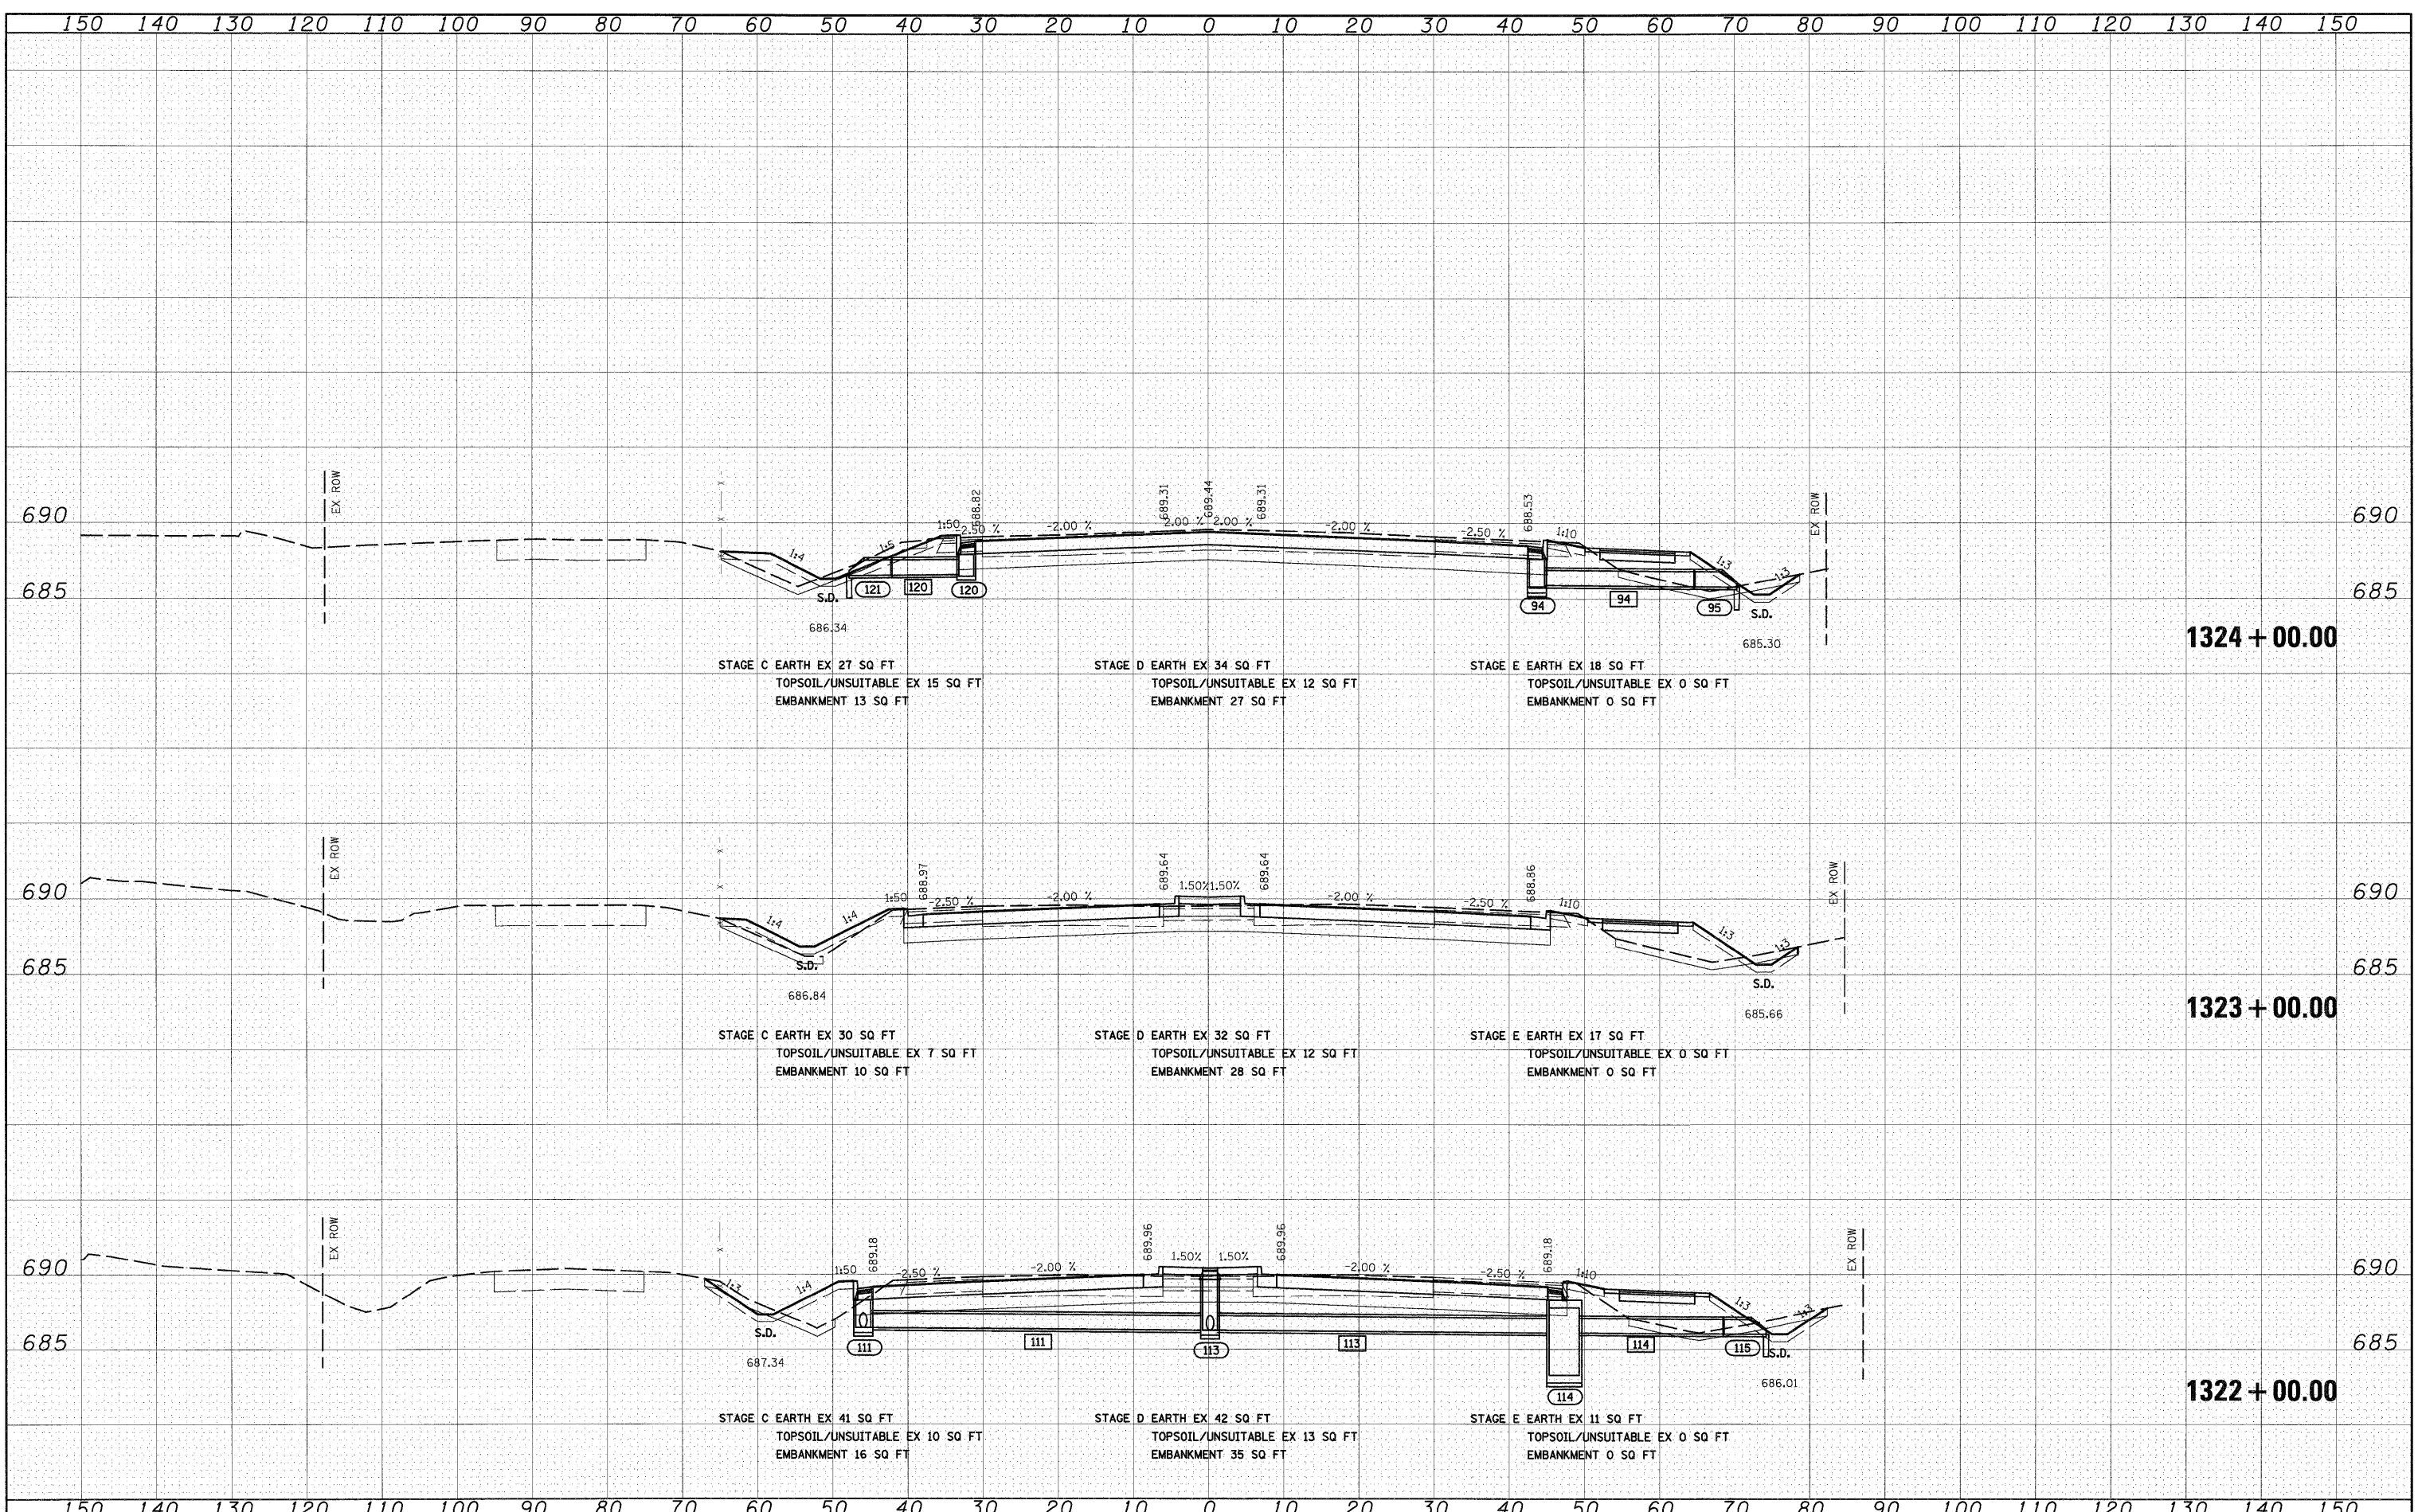 150 140 130 120 110 100 90 80 70 60 50 40 30 20 10 0 10 20 30 40 50 60 70 80 90 100 110 120 130 140 150
EX ROW
688.82
689.31
689.44
689.31
688.53
EX ROW
690
1:4
1:5
1:50
-2.50 %
-2.00 %
2.00 %
2.00 %
-2.00 %
-2.50 %
1:10
1:3
1:3
690
685
S.D.
121
120
120
94
94
95
S.D.
685
686.34
685.30
1324+00.00
STAGE C EARTH EX 27 SQ FT
TOPSOIL/UNSUITABLE EX 15 SQ FT
EMBANKMENT 13 SQ FT
STAGE D EARTH EX 34 SQ FT
TOPSOIL/UNSUITABLE EX 12 SQ FT
EMBANKMENT 27 SQ FT
STAGE E EARTH EX 18 SQ FT
TOPSOIL/UNSUITABLE EX 0 SQ FT
EMBANKMENT 0 SQ FT
EX ROW
688.97
689.64
689.64
688.86
EX ROW
690
1:4
1:4
1:50
-2.50 %
-2.00 %
1.50%
1.50%
-2.00 %
-2.50 %
1:10
1:3
1:3
690
685
S.D.
S.D.
685
686.84
685.66
1323+00.00
STAGE C EARTH EX 30 SQ FT
TOPSOIL/UNSUITABLE EX 7 SQ FT
EMBANKMENT 10 SQ FT
STAGE D EARTH EX 32 SQ FT
TOPSOIL/UNSUITABLE EX 12 SQ FT
EMBANKMENT 28 SQ FT
STAGE E EARTH EX 17 SQ FT
TOPSOIL/UNSUITABLE EX 0 SQ FT
EMBANKMENT 0 SQ FT
EX ROW
689.18
689.96
689.96
689.18
EX ROW
690
1:3
1:4
1:50
-2.50 %
-2.00 %
1.50%
1.50%
-2.00 %
-2.50 %
1:10
1:3
1:3
690
685
S.D.
111
111
113
113
114
115
S.D.
685
687.34
114
686.01
1322+00.00
STAGE C EARTH EX 41 SQ FT
TOPSOIL/UNSUITABLE EX 10 SQ FT
EMBANKMENT 16 SQ FT
STAGE D EARTH EX 42 SQ FT
TOPSOIL/UNSUITABLE EX 13 SQ FT
EMBANKMENT 35 SQ FT
STAGE E EARTH EX 11 SQ FT
TOPSOIL/UNSUITABLE EX 0 SQ FT
EMBANKMENT 0 SQ FT
150 140 130 120 110 100 90 80 70 60 50 40 30 20 10 0 10 20 30 40 50 60 70 80 90 100 110 120 130 140 150